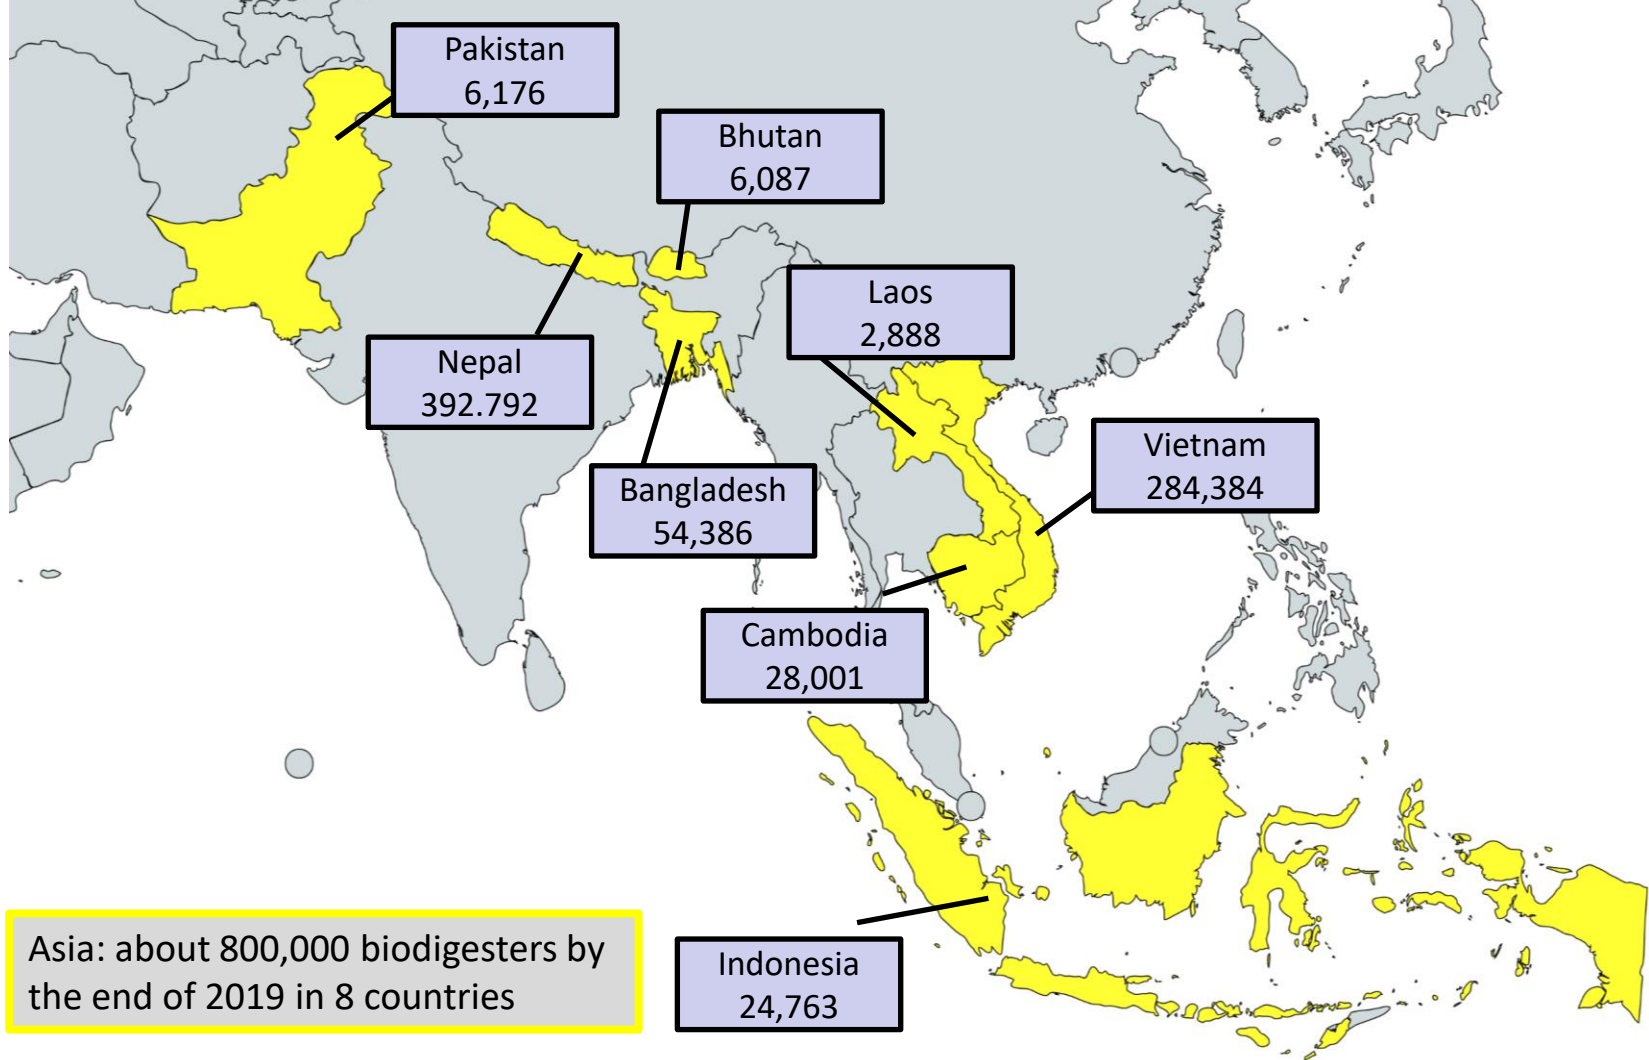 Pakistan
6,176
Bhutan
6,087
Laos
2,888
Nepal
392.792
Vietnam
284,384
Bangladesh
54,386
Cambodia
28,001
Indonesia
24,763
Asia: about 800,000 biodigesters by
the end of 2019 in 8 countries